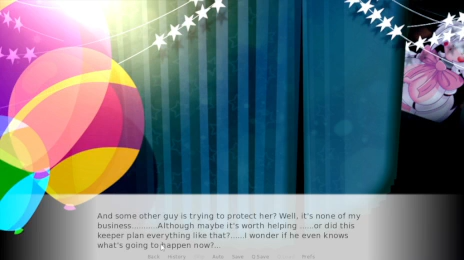 And some other guy is trying to protect her? Well, it's none of my
business..........Although maybe it's worth helping ......or did this
keeper plan everything like that?......I wonder if he even knows
what's going to happen now?...
Back History Auto Save Q.Save Prefs